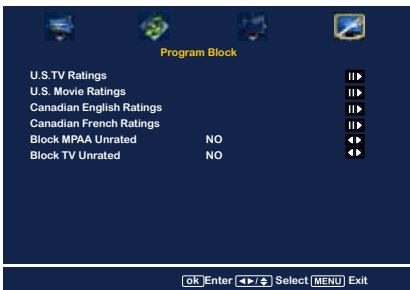 Program Block
U.S.TV Ratings
U.S. Movie Ratings
Canadian English Ratings
Canadian French Ratings
Block MPAA Unrated NO
Block TV Unrated NO
ok Enter ◄►/▲▼ Select MENU Exit